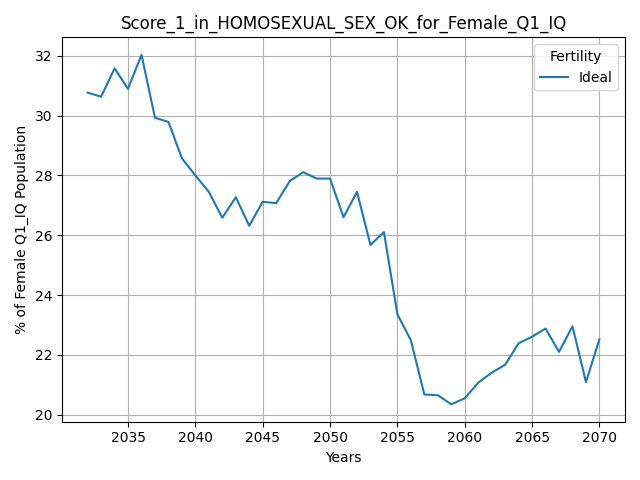 Score_1_in_HOMOSEXUAL_SEX_OK_for_Female_Q1_IQ
Fertility
Ideal
% of Female Q1_IQ Population
32
30
28
26
24
22
20
2035 2040 2045 2050 2055 2060 2065 2070
Years